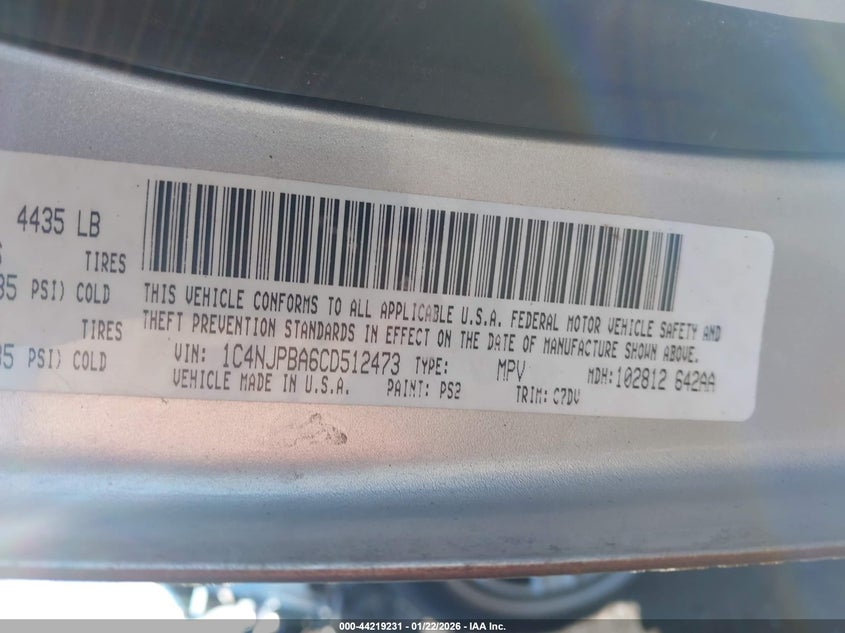 4435 LB
TIRES
35 PSI) COLD
TIRES
35 PSI) COLD
THIS VEHICLE CONFORMS TO ALL APPLICABLE U.S.A. FEDERAL MOTOR VEHICLE SAFETY AND
THEFT PREVENTION STANDARDS IN EFFECT ON THE DATE OF MANUFACTURE SHOWN ABOVE.
VIN: 1C4NJPBA6CD512473 TYPE: MPV MDH: 102812 642AA
VEHICLE MADE IN U.S.A. PAINT: PS2 TRIM: C7DV
000-44219231 - 01/22/2026 - IAA Inc.